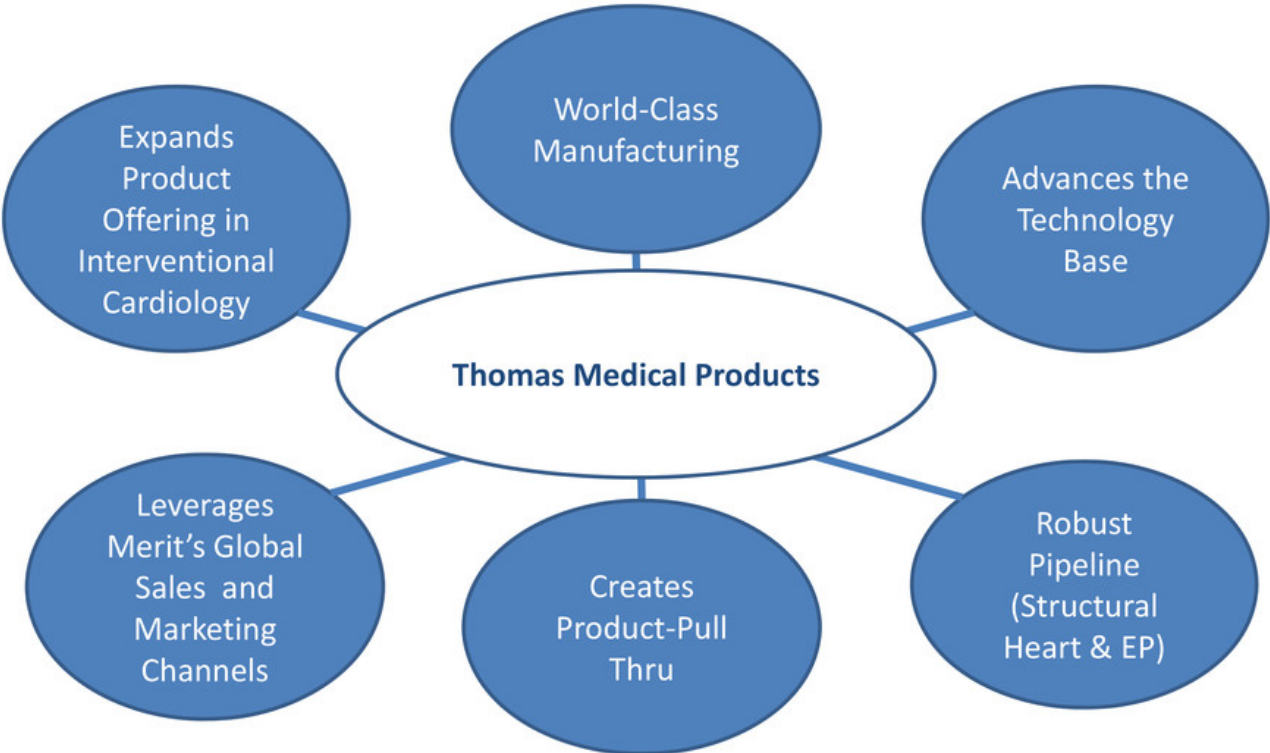 World-Class
Manufacturing
Expands
Product
Offering in
Interventional
Cardiology
Advances the
Technology
Base
Thomas Medical Products
Leverages
Merit’s Global
Sales  and
Marketing
Channels
Creates
Product-Pull
Thru
Robust
Pipeline
(Structural
Heart & EP)